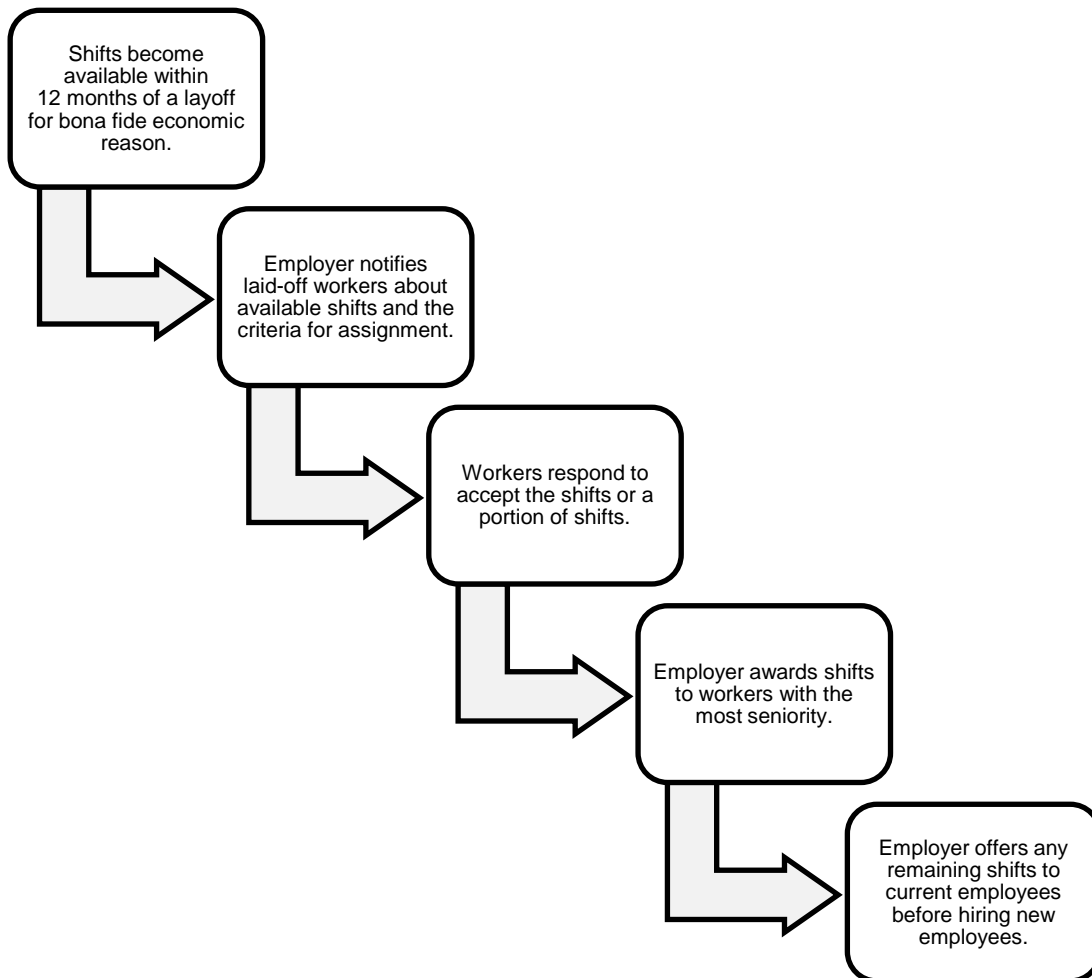 Shifts become
available within
12 months of a layoff
for bona fide economic
reason.
Employer notifies
laid-off workers about
available shifts and the
criteria for assignment.
Workers respond to
accept the shifts or a
portion of shifts.
Employer awards shifts
to workers with the
most seniority.
Employer offers any
remaining shifts to
current employees
before hiring new
employees.